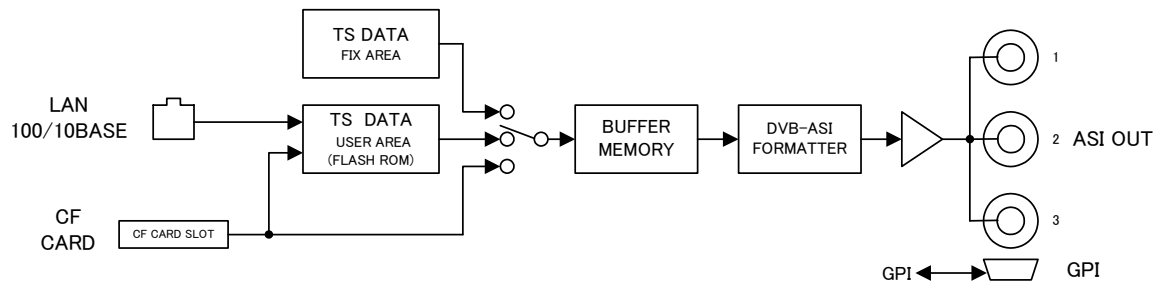 TS DATA
FIX AREA
LAN
100/10BASE
TS DATA
USER AREA
(FLASH ROM)
BUFFER
MEMORY
DVB-ASI
FORMATTER
1
2
ASI OUT
3
CF
CARD
CF CARD SLOT
GPI
GPI